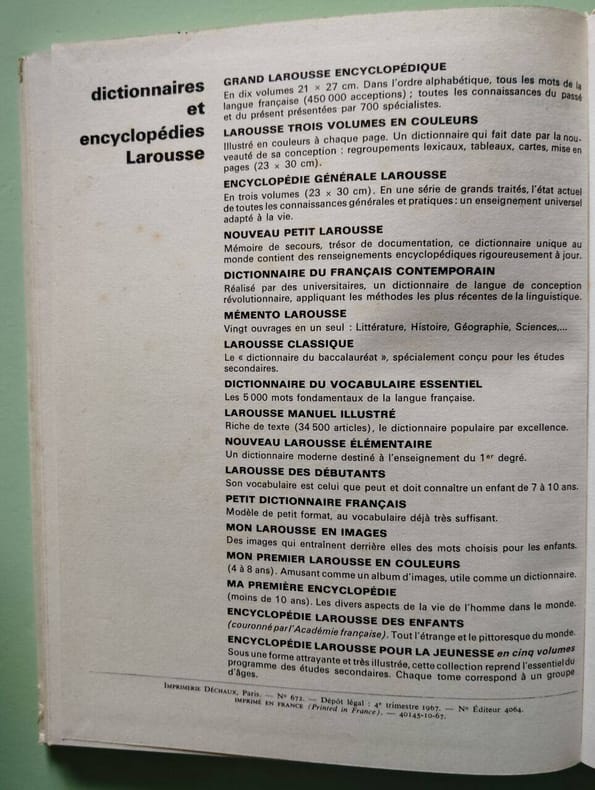 dictionnaires
et
encyclopédies
Larousse
GRAND LAROUSSE ENCYCLOPÉDIQUE
En dix volumes 21 × 27 cm. Dans l'ordre alphabétique, tous les mots de la
langue française (450 000 acceptions) ; toutes les connaissances du passé
et du présent présentées par 700 spécialistes.
LAROUSSE TROIS VOLUMES EN COULEURS
Illustré en couleurs à chaque page. Un dictionnaire qui fait date par la nou-
veauté de sa conception : regroupements lexicaux, tableaux, cartes, mise en
pages (23 × 30 cm).
ENCYCLOPÉDIE GÉNÉRALE LAROUSSE
En trois volumes (23 × 30 cm). En une série de grands traités, l'état actuel
de toutes les connaissances générales et pratiques : un enseignement universel
adapté à la vie.
NOUVEAU PETIT LAROUSSE
Mémoire de secours, trésor de documentation, ce dictionnaire unique au
monde contient des renseignements encyclopédiques rigoureusement à jour.
DICTIONNAIRE DU FRANÇAIS CONTEMPORAIN
Réalisé par des universitaires, un dictionnaire de langue de conception
révolutionnaire, appliquant les méthodes les plus récentes de la linguistique.
MÉMENTO LAROUSSE
Vingt ouvrages en un seul : Littérature, Histoire, Géographie, Sciences,...
LAROUSSE CLASSIQUE
Le « dictionnaire du baccalauréat », spécialement conçu pour les études
secondaires.
DICTIONNAIRE DU VOCABULAIRE ESSENTIEL
Les 5 000 mots fondamentaux de la langue française.
LAROUSSE MANUEL ILLUSTRÉ
Riche de texte (34 500 articles), le dictionnaire populaire par excellence.
NOUVEAU LAROUSSE ÉLÉMENTAIRE
Un dictionnaire moderne destiné à l'enseignement du 1er degré.
LAROUSSE DES DÉBUTANTS
Son vocabulaire est celui que peut et doit connaître un enfant de 7 à 10 ans.
PETIT DICTIONNAIRE FRANÇAIS
Modèle de petit format, au vocabulaire déjà très suffisant.
MON LAROUSSE EN IMAGES
Des images qui entraînent derrière elles des mots choisis pour les enfants.
MON PREMIER LAROUSSE EN COULEURS
(4 à 8 ans). Amusant comme un album d'images, utile comme un dictionnaire.
MA PREMIÈRE ENCYCLOPÉDIE
(moins de 10 ans). Les divers aspects de la vie de l'homme dans le monde.
ENCYCLOPÉDIE LAROUSSE DES ENFANTS
(couronné par l'Académie française). Tout l'étrange et le pittoresque du monde.
ENCYCLOPÉDIE LAROUSSE POUR LA JEUNESSE en cinq volumes
Sous une forme attrayante et très illustrée, cette collection reprend l'essentiel du
programme des études secondaires. Chaque tome correspond à un groupe
d'âges.
IMPRIMERIE DÉCHAUX, Paris. — No 672. — Dépôt légal : 4e trimestre 1967. — No Éditeur 4064.
IMPRIMÉ EN FRANCE (Printed in France). — 40145-10-67.